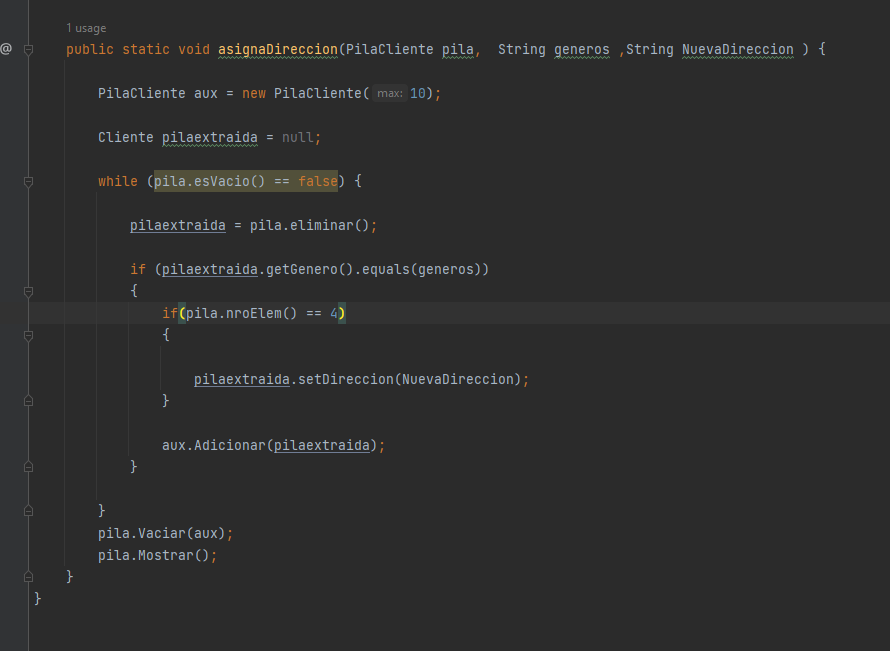 1 usage
@
public static void asignaDireccion(PilaCliente pila, String generos ,String NuevaDireccion ) {
PilaCliente aux = new PilaCliente( max: 10);
Cliente pilaextraida = null;
while (pila.esVacio() == false) {
pilaextraida = pila.eliminar();
if (pilaextraida.getGenero().equals(generos))
{
if(pila.nroElem() == 4)
{
pilaextraida.setDireccion(NuevaDireccion);
}
aux.Adicionar(pilaextraida);
}
}
pila.Vaciar(aux);
pila.Mostrar();
}
}